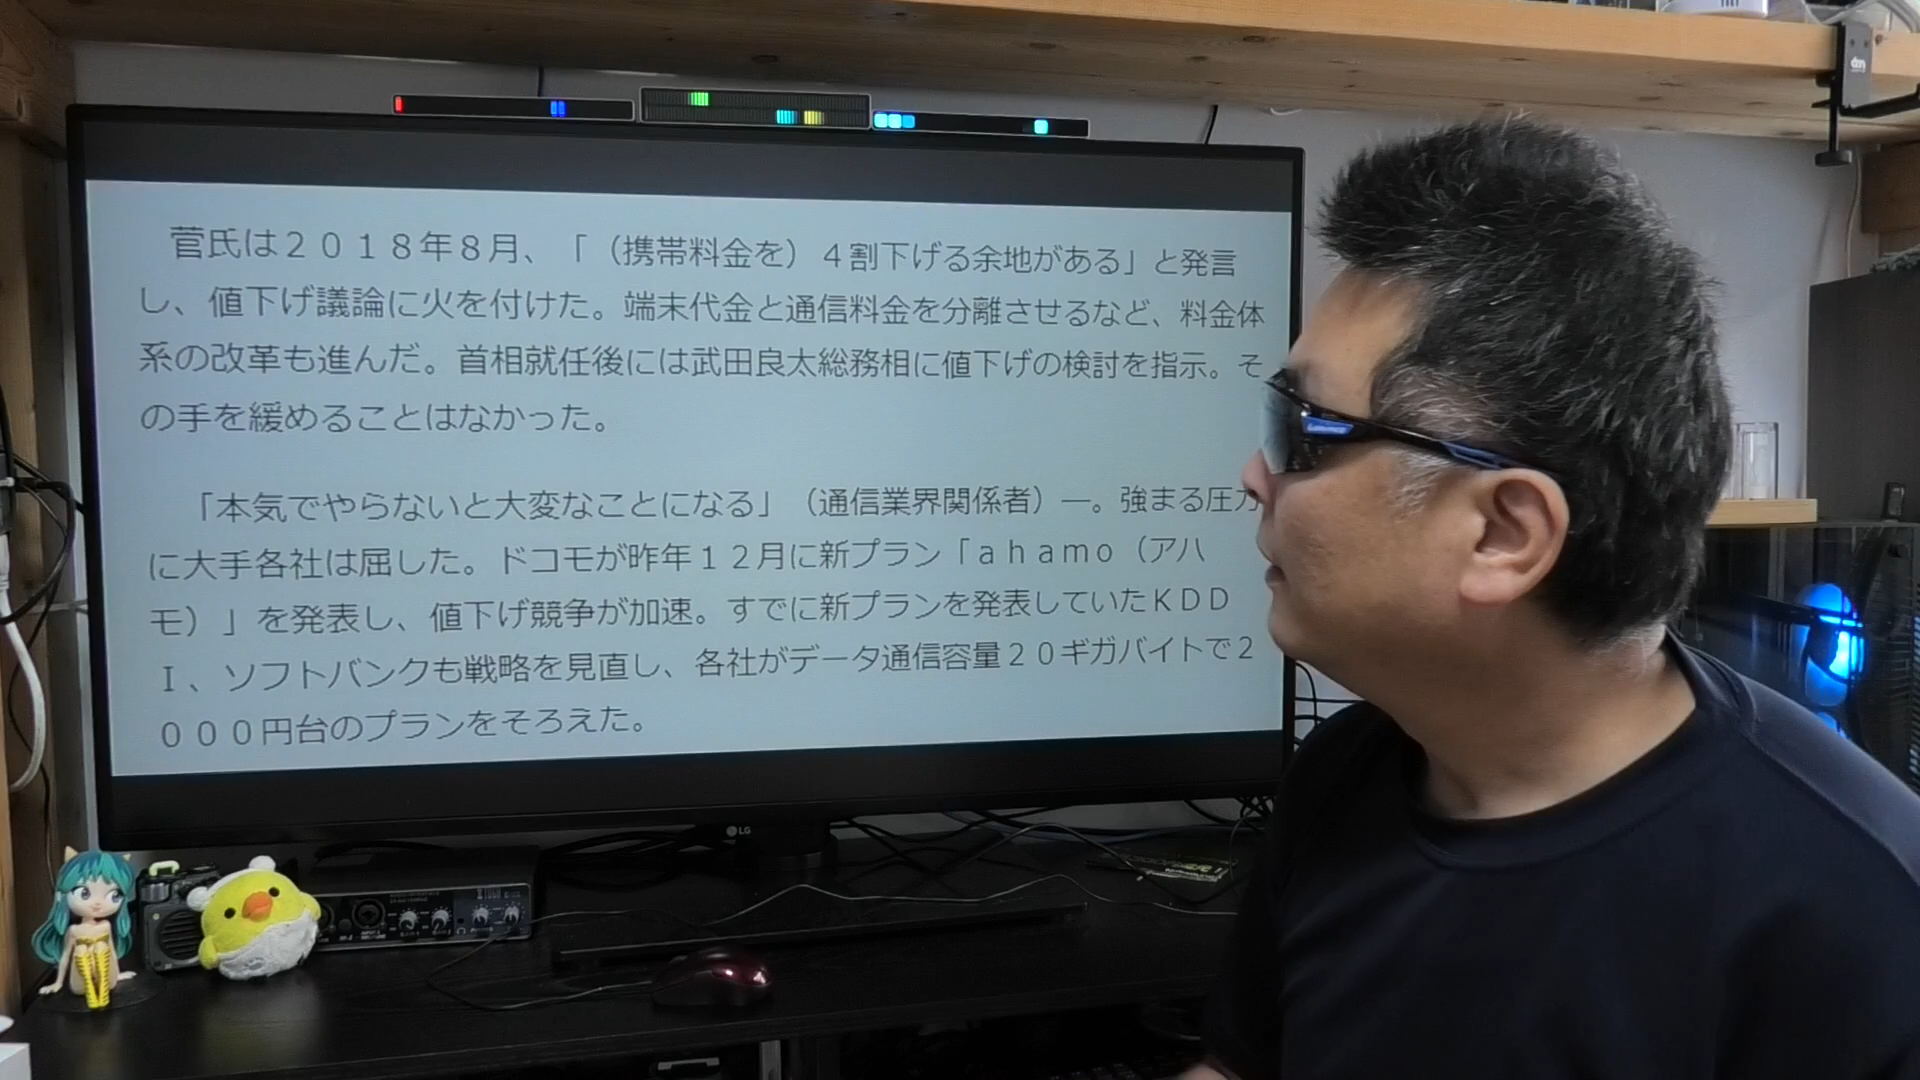 菅氏は２０１８年８月、「（携帯料金を）４割下げる余地がある」と発言
し、値下げ議論に火を付けた。端末代金と通信料金を分離させるなど、料金体
系の改革も進んだ。首相就任後には武田良太総務相に値下げの検討を指示。そ
の手を緩めることはなかった。
「本気でやらないと大変なことになる」（通信業界関係者）―。強まる圧力
に大手各社は屈した。ドコモが昨年１２月に新プラン「ａｈａｍｏ（アハ
モ）」を発表し、値下げ競争が加速。すでに新プランを発表していたＫＤＤ
Ｉ、ソフトバンクも戦略を見直し、各社がデータ通信容量２０ギガバイトで２
０００円台のプランをそろえた。
LG